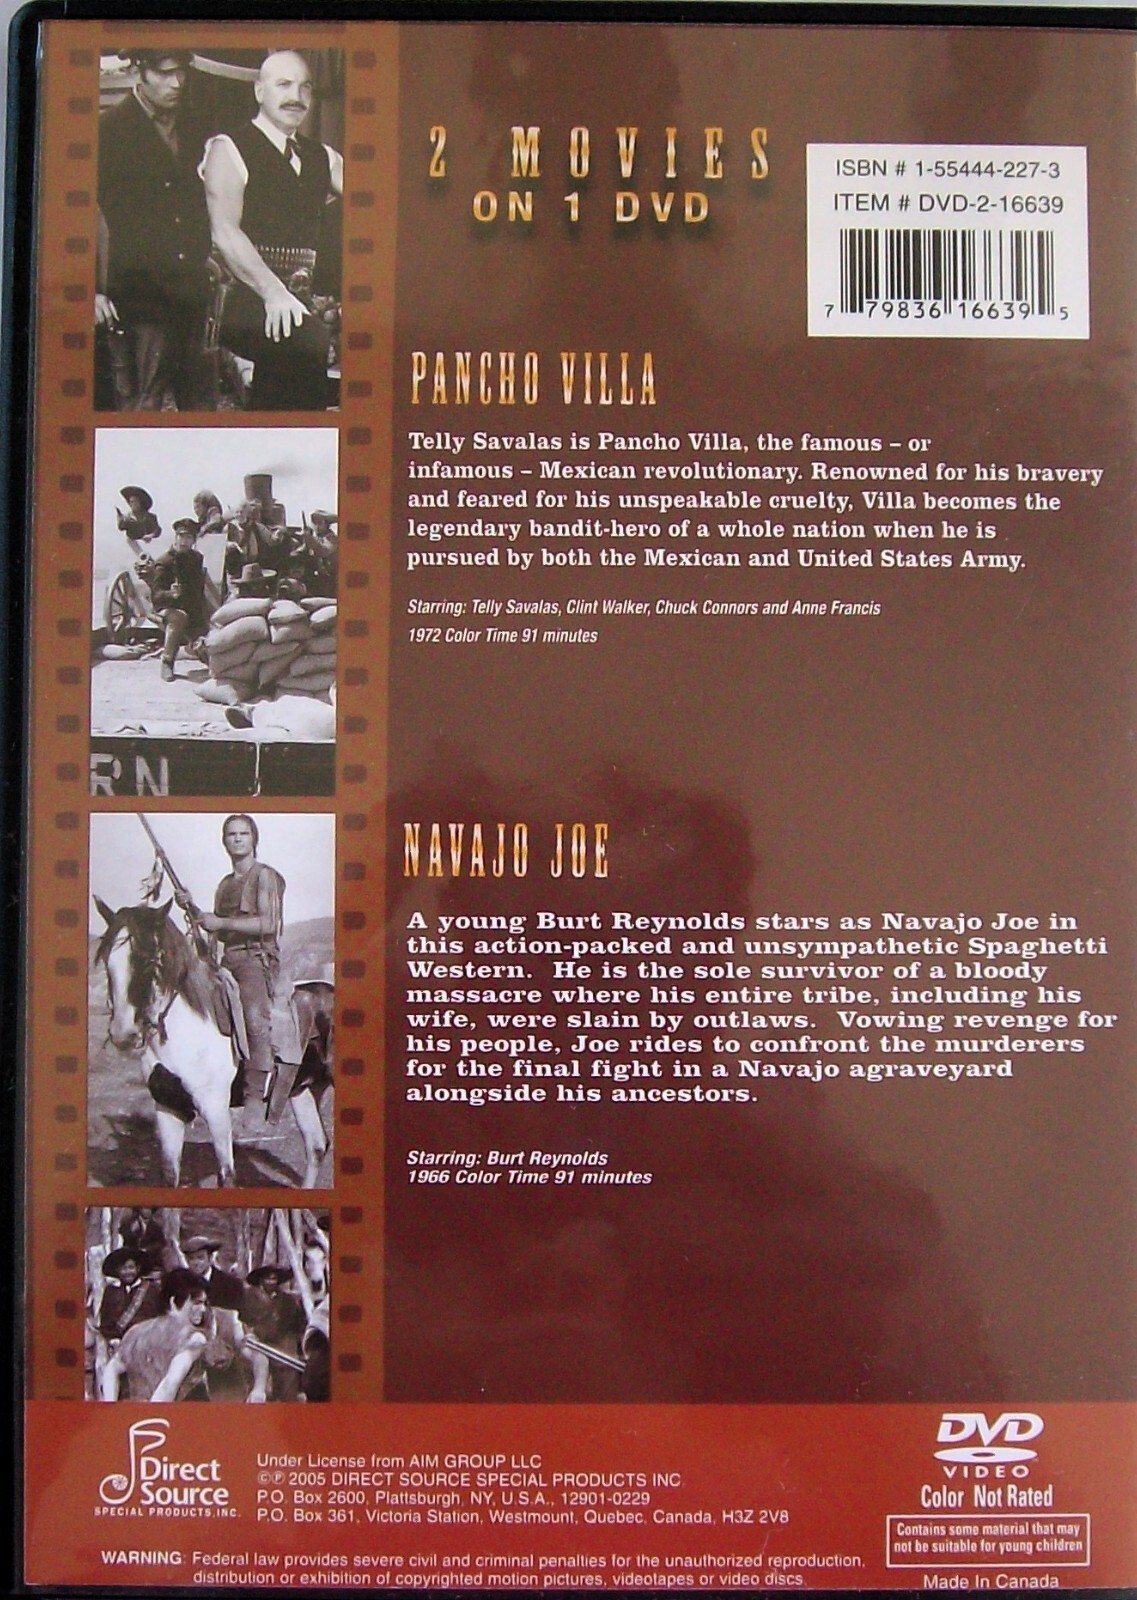 2 MOVIES
ON 1 DVD
ISBN # 1-55444-227-3
ITEM # DVD-2-16639
7 79836 16639 5
PANCHO VILLA
Telly Savalas is Pancho Villa, the famous – or
infamous – Mexican revolutionary. Renowned for his bravery
and feared for his unspeakable cruelty, Villa becomes the
legendary bandit-hero of a whole nation when he is
pursued by both the Mexican and United States Army.
Starring: Telly Savalas, Clint Walker, Chuck Connors and Anne Francis
1972 Color Time 91 minutes
RN
NAVAJO JOE
A young Burt Reynolds stars as Navajo Joe in
this action-packed and unsympathetic Spaghetti
Western. He is the sole survivor of a bloody
massacre where his entire tribe, including his
wife, were slain by outlaws. Vowing revenge for
his people, Joe rides to confront the murderers
for the final fight in a Navajo agraveyard
alongside his ancestors.
Starring: Burt Reynolds
1966 Color Time 91 minutes
Direct
Source
SPECIAL PRODUCTS, INC.
Under License from AIM GROUP LLC
©℗ 2005 DIRECT SOURCE SPECIAL PRODUCTS INC.
P.O. Box 2600, Plattsburgh, NY, U.S.A., 12901-0229
P.O. Box 361, Victoria Station, Westmount, Quebec, Canada, H3Z 2V8
WARNING: Federal law provides severe civil and criminal penalties for the unauthorized reproduction,
distribution or exhibition of copyrighted motion pictures, videotapes or video discs.
DVD
VIDEO
Color Not Rated
Contains some material that may
not be suitable for young children
Made In Canada